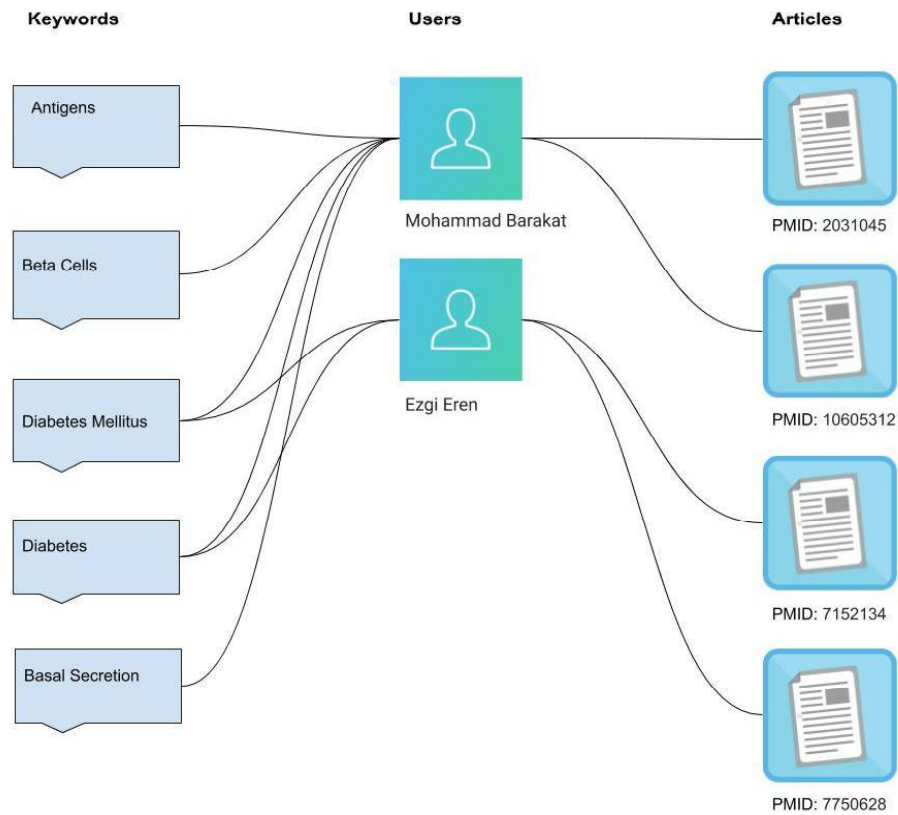 Keywords
Users
Articles
Antigens
Mohammad Barakat
PMID: 2031045
Beta Cells
Ezgi Eren
PMID: 10605312
Diabetes Mellitus
Diabetes
PMID: 7152134
Basal Secretion
PMID: 7750628